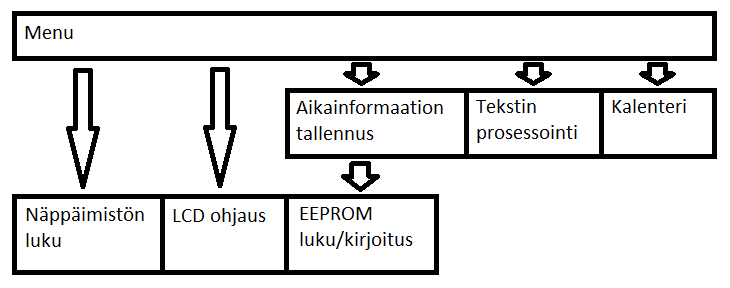 Menu
Aikainformaation
tallennus
Tekstin
prosessointi
Kalenteri
Näppäimistön
luku
LCD ohjaus
EEPROM
luku/kirjoitus